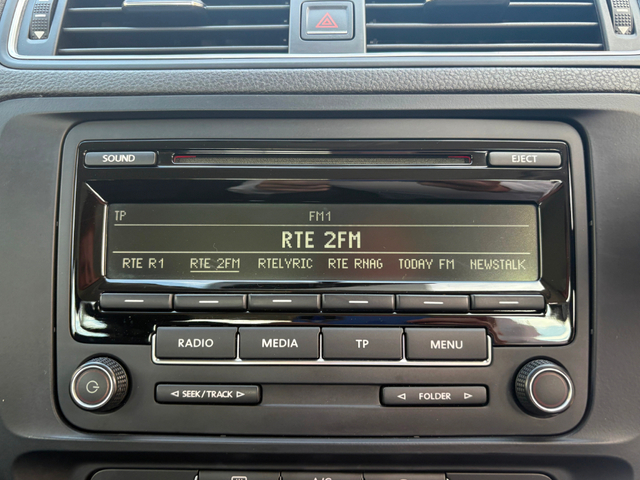 SOUND EJECT
TP FM1
RTE 2FM
RTE R1 RTE 2FM RTELYRIC RTE RNAG TODAY FM NEWSTALK
RADIO MEDIA TP MENU
SEEK/TRACK FOLDER